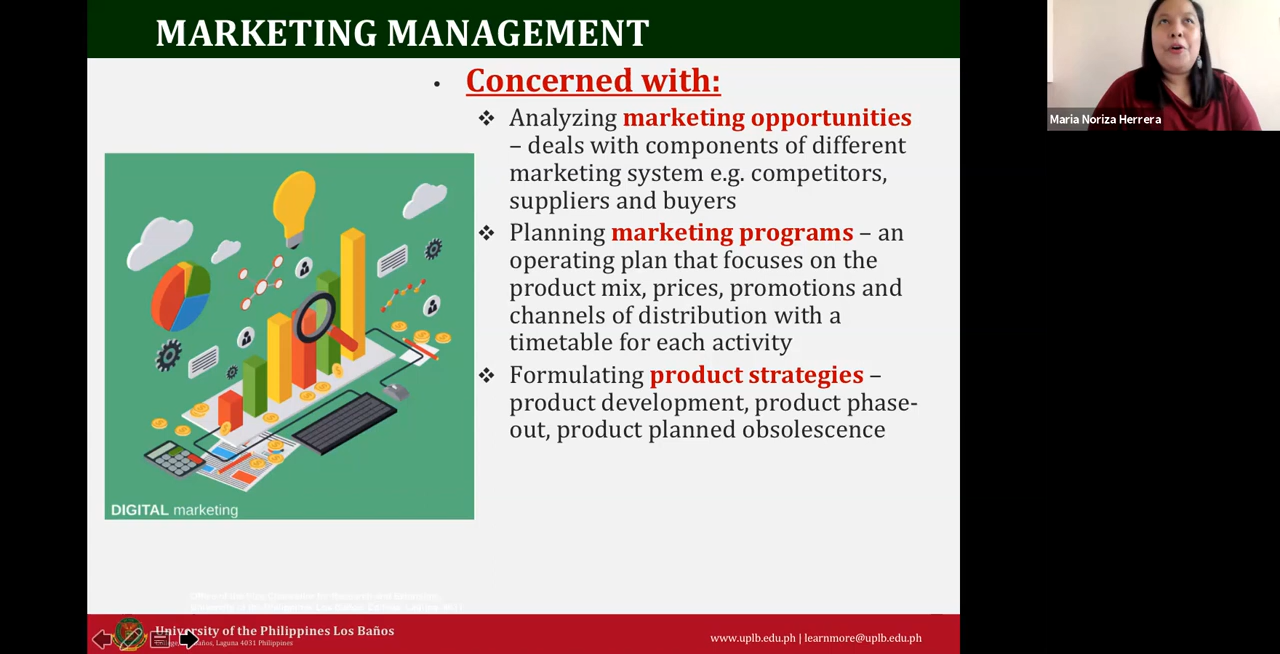 MARKETING MANAGEMENT
• Concerned with:
❖ Analyzing marketing opportunities
– deals with components of different
marketing system e.g. competitors,
suppliers and buyers
❖ Planning marketing programs – an
operating plan that focuses on the
product mix, prices, promotions and
channels of distribution with a
timetable for each activity
❖ Formulating product strategies –
product development, product phase-
out, product planned obsolescence
DIGITAL marketing
University of the Philippines Los Baños
Laguna 4031 Philippines
www.uplb.edu.ph | learnmore@uplb.edu.ph
Maria Noriza Herrera